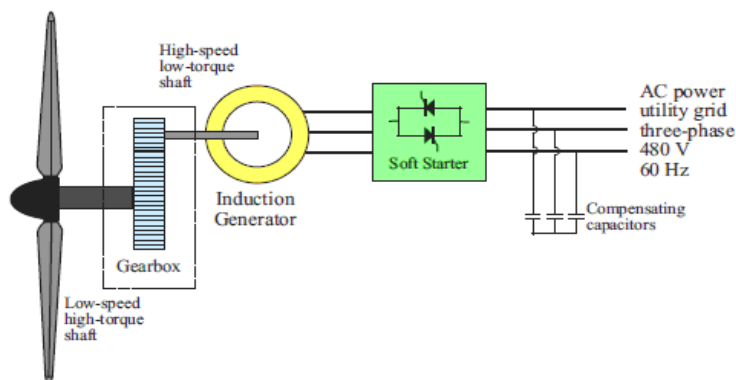 High-speed
low-torque
shaft
AC power
utility grid
three-phase
480 V
60 Hz
Soft Starter
Induction
Generator
Compensating
capacitors
Gearbox
Low-speed
high-torque
shaft